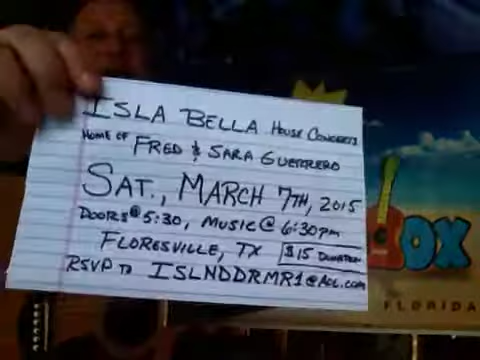 ISLA BELLA HOUSE CONCERTS
HOME OF FRED & SARA GUERRERO
SAT., MARCH 7TH, 2015
DOORS @ 5:30, MUSIC @ 6:30PM
FLORESVILLE, TX $15 DONATION
RSVP TO ISLNDDRMR1@AOL.COM
OX
FLORIDA